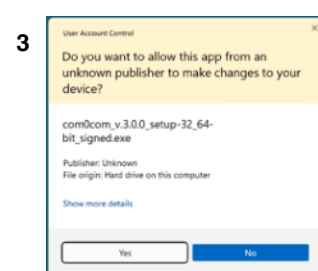 3
User Account Control
Do you want to allow this app from an
unknown publisher to make changes to your
device?
com0com_v.3.0.0_setup-32_64-
bit_signed.exe
Publisher: Unknown
File origin: Hard drive on this computer
Show more details
Yes
No